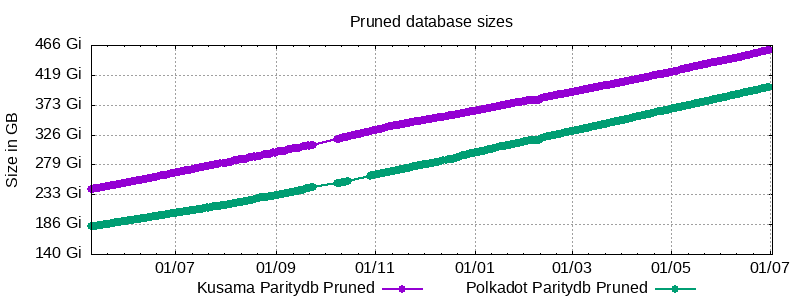 Pruned database sizes
466 Gi
419 Gi
373 Gi
326 Gi
279 Gi
233 Gi
186 Gi
140 Gi
Size in GB
01/07 01/09 01/11 01/01 01/03 01/05 01/07
Kusama Paritydb Pruned Polkadot Paritydb Pruned